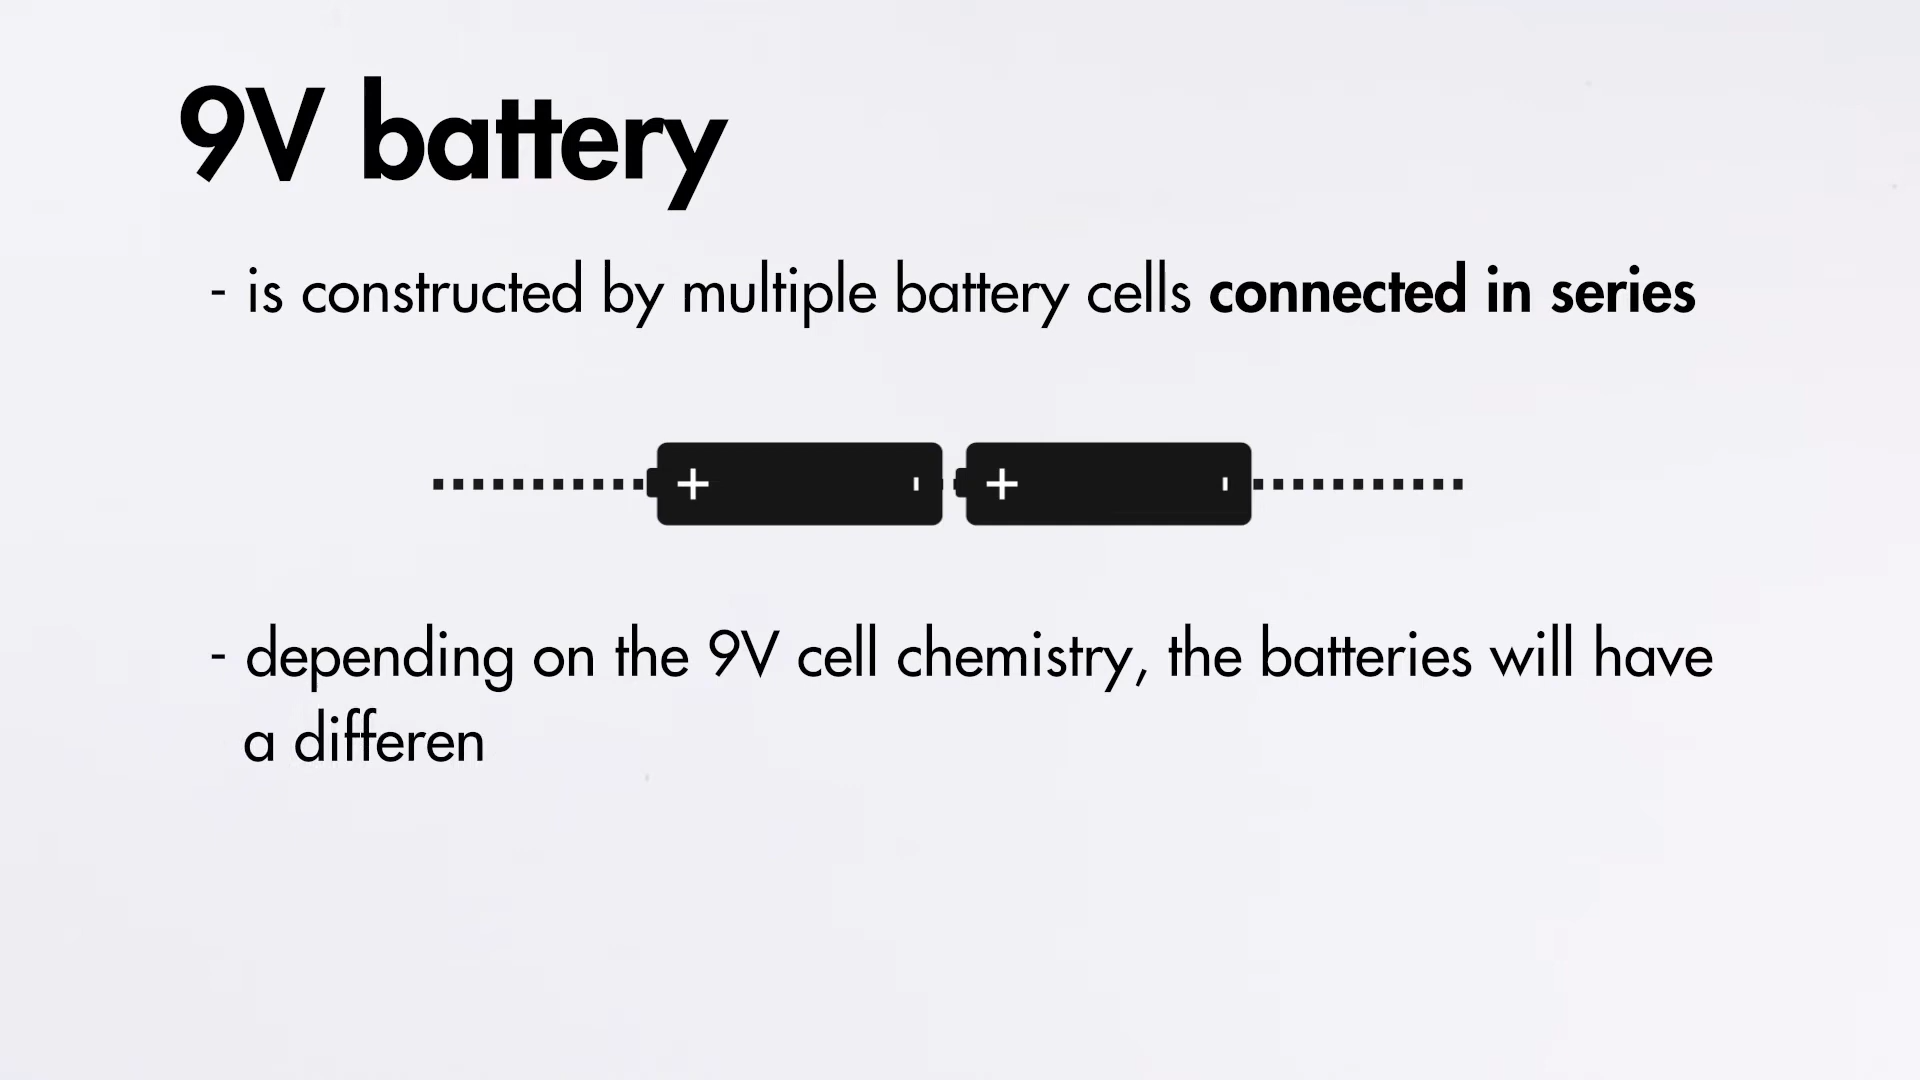 9V battery
- is constructed by multiple battery cells connected in series
+ - + -
- depending on the 9V cell chemistry, the batteries will have
a differen